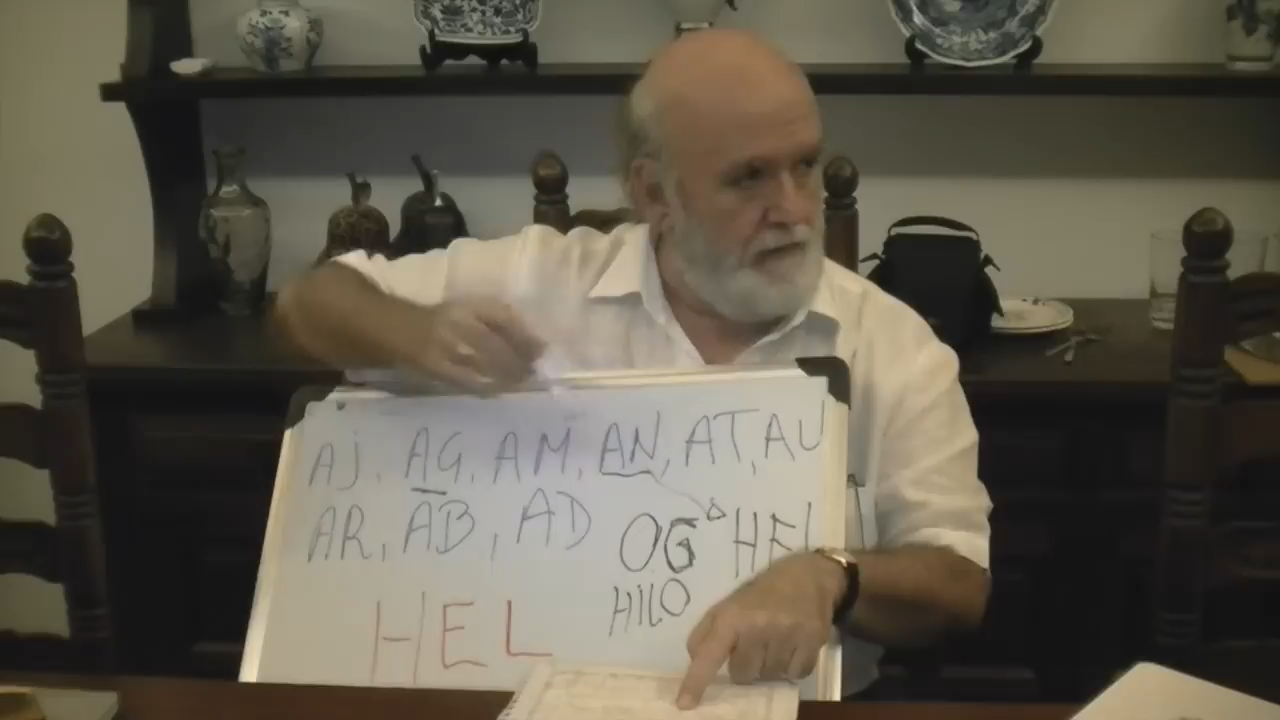 AJ, AG, AM, AN, AT, AU
AR, AB, AD
OG HEL
HILO
HEL